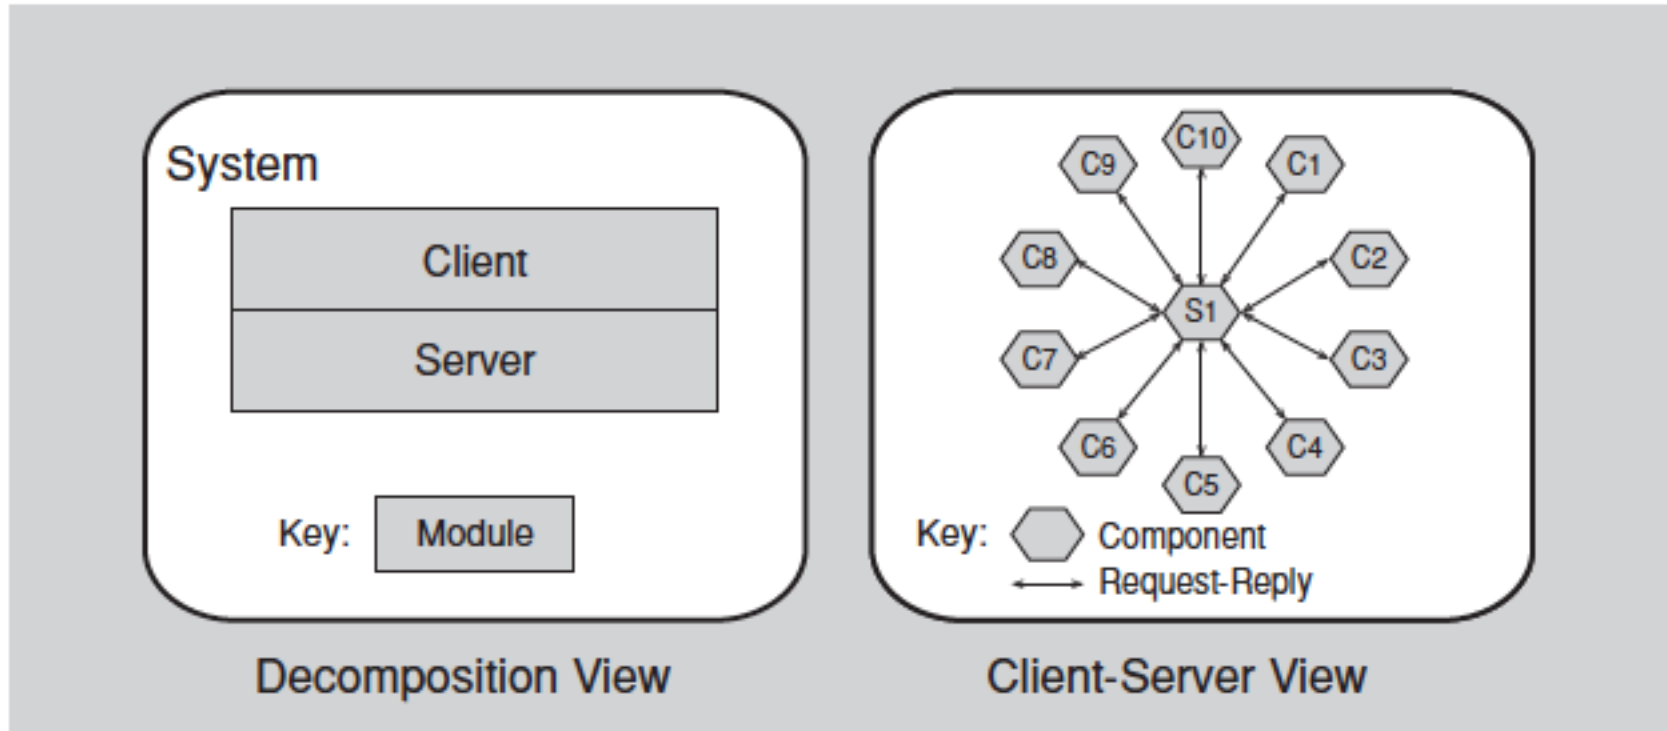 System
Client
Server
Key: Module
Decomposition View
C10
C9
C1
C8
C2
S1
C7
C3
C6
C4
C5
Key:
Component
Request-Reply
Client-Server View